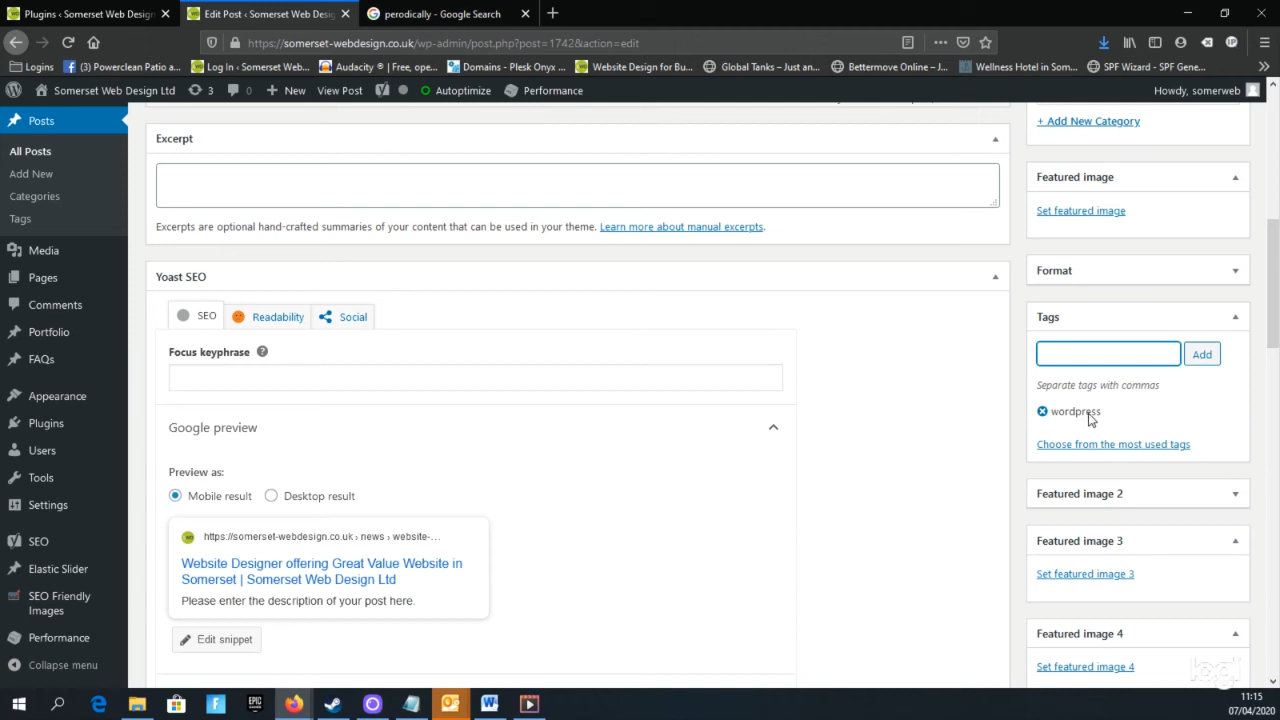 Plugins ‹ Somerset Web Design
Edit Post ‹ Somerset Web Design
perodically - Google Search
https://somerset-webdesign.co.uk/wp-admin/post.php?post=1742&action=edit
Logins
(3) Powerclean Patio a...
Log In ‹ Somerset Web...
Audacity ® | Free, ope...
Domains - Plesk Onyx ...
Website Design for Bu...
Global Tanks – Just an...
Bettermove Online – J...
Wellness Hotel in Som...
SPF Wizard - SPF Gene...
Somerset Web Design Ltd
3
0
New
View Post
Autoptimize
Performance
Howdy, somerweb
Posts
All Posts
Add New
Categories
Tags
Media
Pages
Comments
Portfolio
FAQs
Appearance
Plugins
Users
Tools
Settings
SEO
Elastic Slider
SEO Friendly
Images
Performance
Collapse menu
Excerpt
Excerpts are optional hand-crafted summaries of your content that can be used in your theme. Learn more about manual excerpts.
Yoast SEO
SEO
Readability
Social
Focus keyphrase
Google preview
Preview as:
Mobile result
Desktop result
https://somerset-webdesign.co.uk › news › website-...
Website Designer offering Great Value Website in
Somerset | Somerset Web Design Ltd
Please enter the description of your post here.
Edit snippet
+ Add New Category
Featured image
Set featured image
Format
Tags
Add
Separate tags with commas
wordpress
Choose from the most used tags
Featured image 2
Featured image 3
Set featured image 3
Featured image 4
Set featured image 4
11:15
07/04/2020